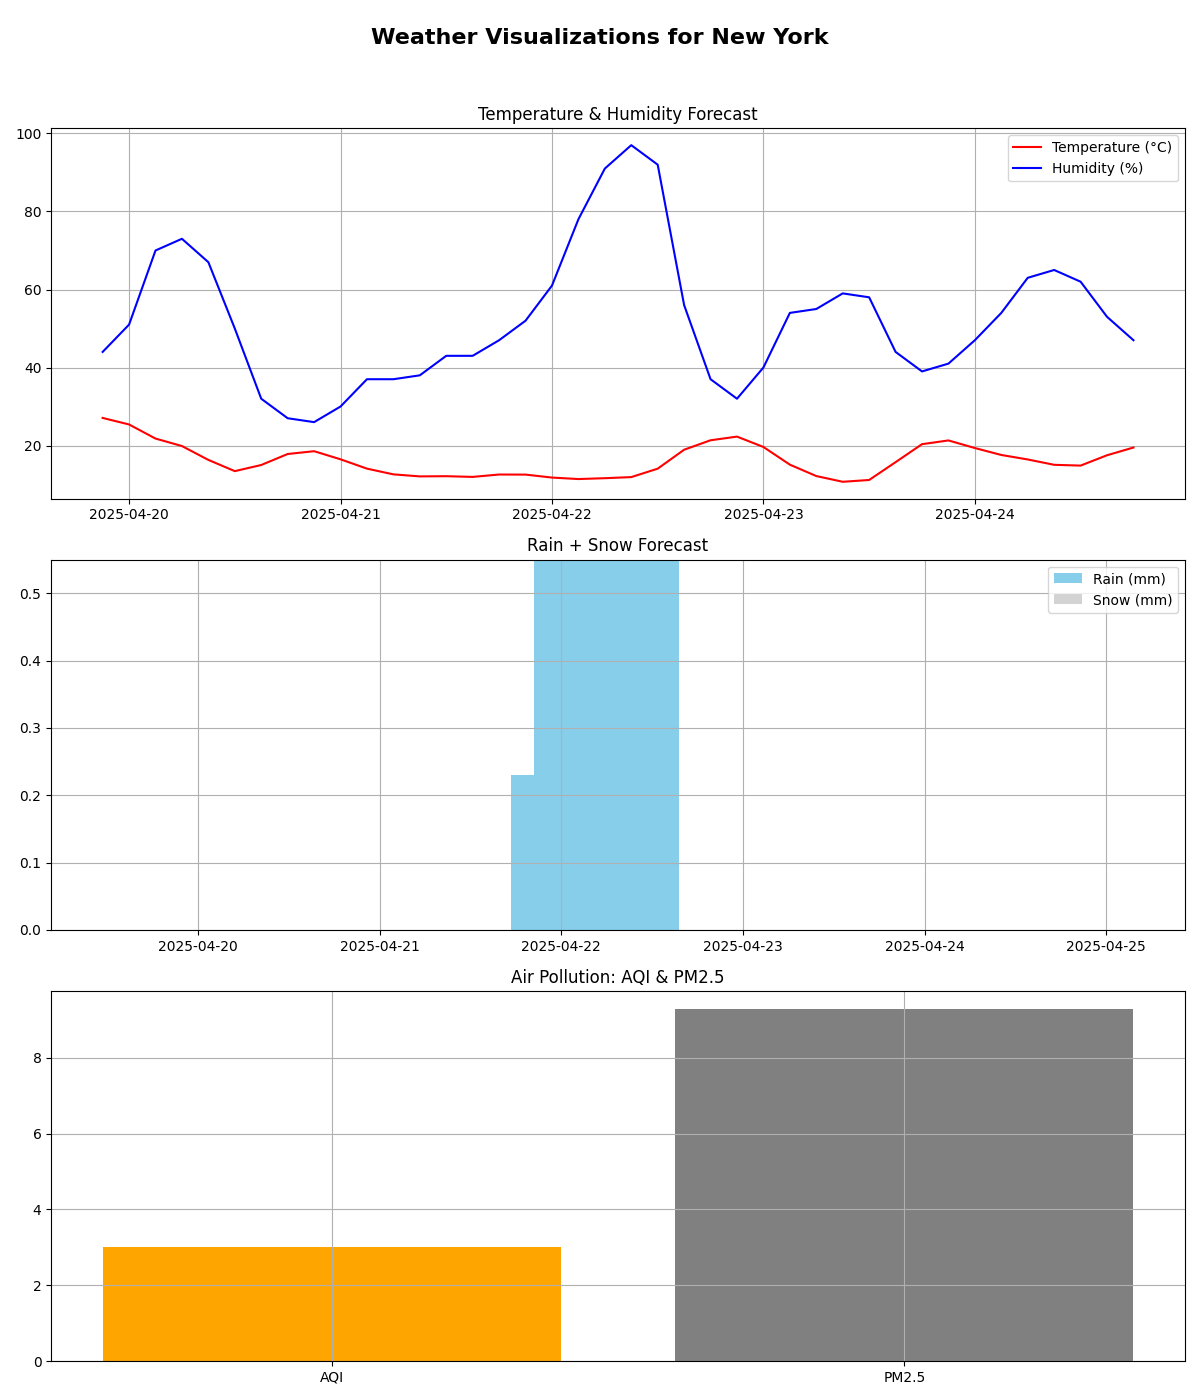 Weather Visualizations for New York
Temperature & Humidity Forecast
100
80
60
40
20
Temperature (°C)
Humidity (%)
2025-04-20 2025-04-21 2025-04-22 2025-04-23 2025-04-24
Rain + Snow Forecast
0.5
0.4
0.3
0.2
0.1
0.0
Rain (mm)
Snow (mm)
2025-04-20 2025-04-21 2025-04-22 2025-04-23 2025-04-24 2025-04-25
Air Pollution: AQI & PM2.5
8
6
4
2
0
AQI PM2.5